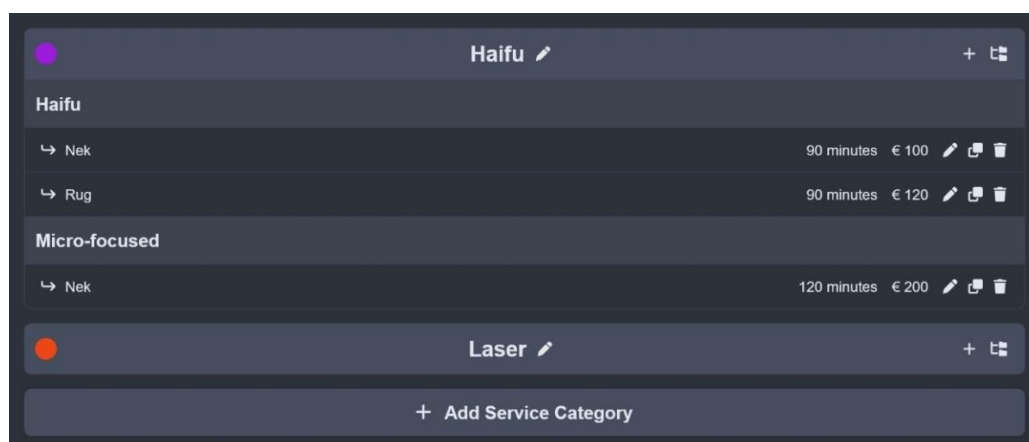 Haifu
Haifu
Nek 90 minutes € 100
Rug 90 minutes € 120
Micro-focused
Nek 120 minutes € 200
Laser
+ Add Service Category